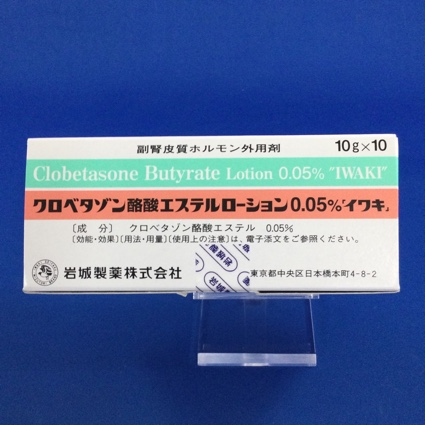 副腎皮質ホルモン外用剤 10g×10
Clobetasone Butyrate Lotion 0.05% "IWAKI"
クロベタゾン酪酸エステルローション0.05%「イワキ」
〔成 分〕 クロベタゾン酪酸エステル 0.05%
〔効能・効果〕〔用法・用量〕〔使用上の注意〕は、電子添文をご参照ください。
岩城製薬株式会社
東京都中央区日本橋本町4-8-2